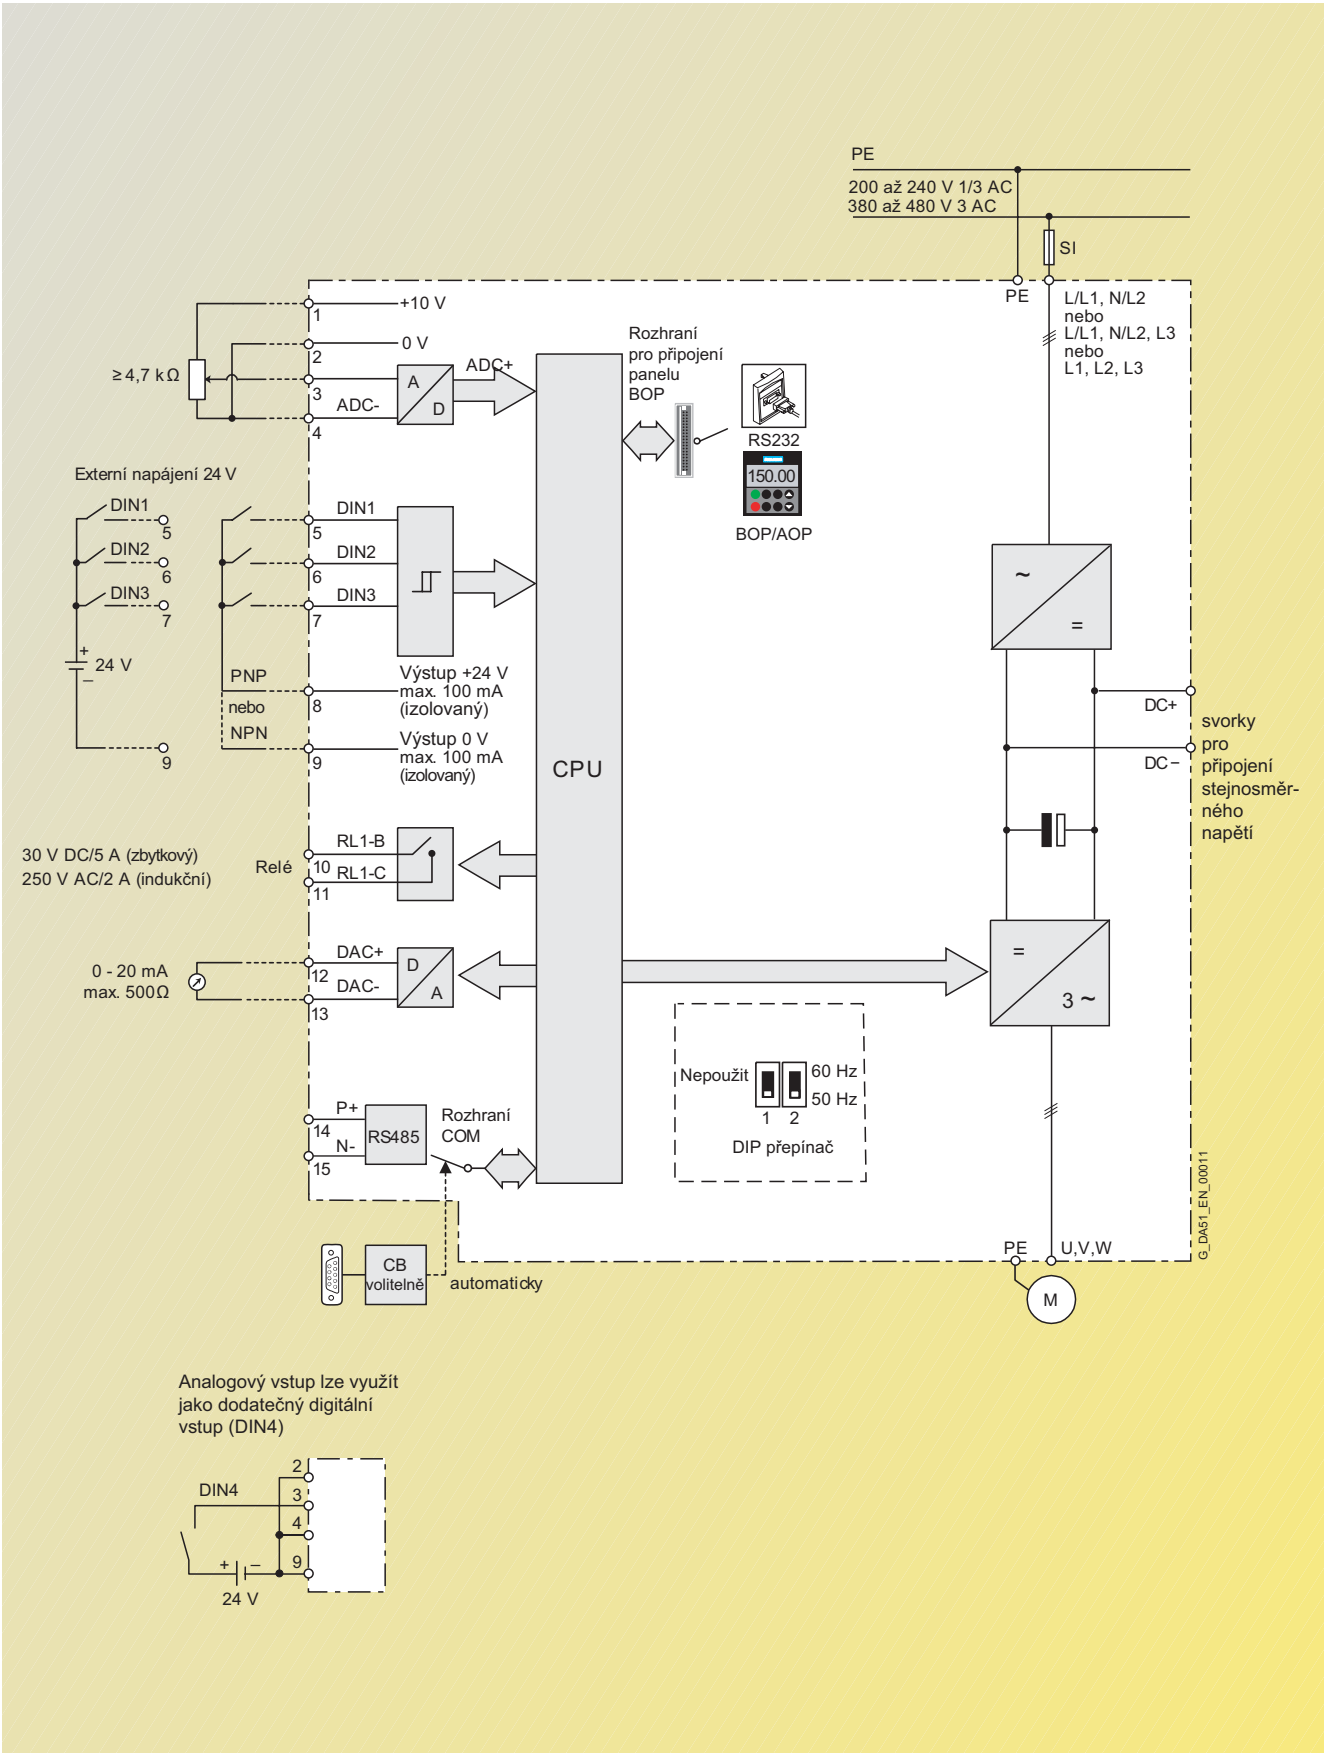 PE
200 až 240 V 1/3 AC
380 až 480 V 3 AC
SI
PE
L/L1, N/L2
nebo
L/L1, N/L2, L3
nebo
L1, L2, L3
+10 V
1
0 V
2
≥ 4,7 kΩ
3
ADC+
A
D
ADC-
4
Rozhraní
pro připojení
panelu
BOP
RS232
150.00
BOP/AOP
Externí napájení 24 V
DIN1
5
DIN2
6
DIN3
7
+
24 V
–
9
DIN1
5
DIN2
6
DIN3
7
PNP
nebo
NPN
8
Výstup +24 V
max. 100 mA
(izolovaný)
9
Výstup 0 V
max. 100 mA
(izolovaný)
CPU
~
=
DC+
DC–
svorky
pro
připojení
stejnosměr-
ného
napětí
30 V DC/5 A (zbytkový)
250 V AC/2 A (indukční)
Relé
RL1-B
10
RL1-C
11
0 - 20 mA
max. 500Ω
DAC+
12
DAC-
13
D
A
=
3 ~
Nepoužit
60 Hz
50 Hz
1 2
DIP přepínač
P+
14
N-
15
RS485
Rozhraní
COM
CB
volitelně
automaticky
PE
U,V,W
M
G_DA51_EN_00011
Analogový vstup lze využít
jako dodatečný digitální
vstup (DIN4)
DIN4
2
3
4
9
+ –
24 V